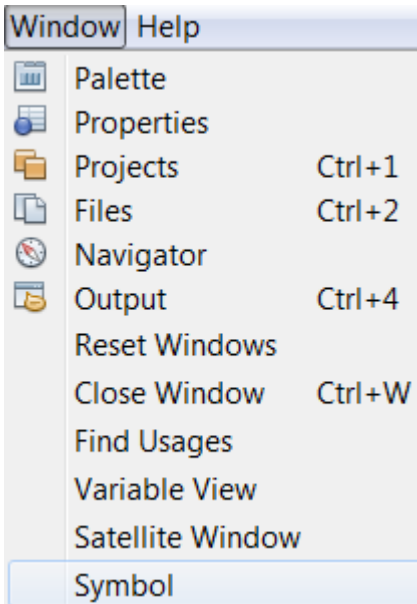 Window Help
Palette
Properties
Projects Ctrl+1
Files Ctrl+2
Navigator
Output Ctrl+4
Reset Windows
Close Window Ctrl+W
Find Usages
Variable View
Satellite Window
Symbol